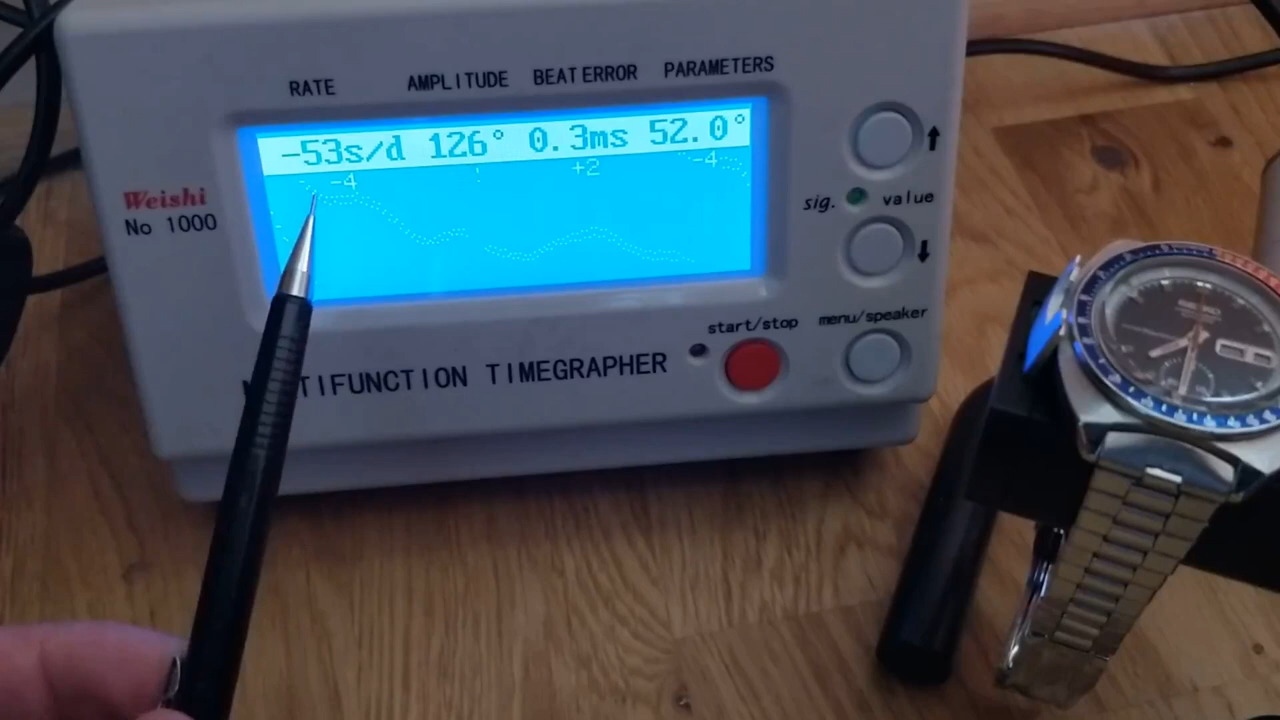 RATE AMPLITUDE BEAT ERROR PARAMETERS
-53s/d 126° 0.3ms 52.0°
-4 +2 -4
Weishi
No 1000
sig. value
start/stop menu/speaker
TIMEGRAPHER
SEIKO